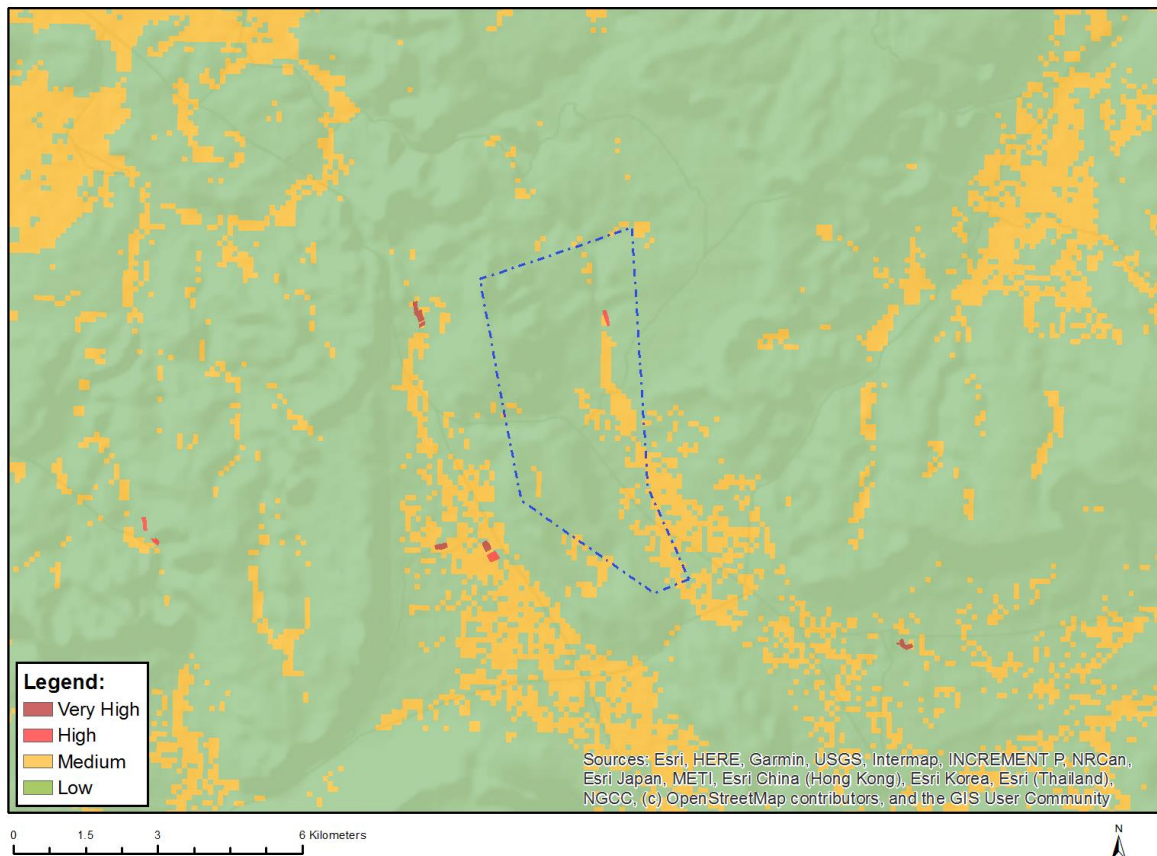 Legend:
Very High
High
Medium
Low
Sources: Esri, HERE, Garmin, USGS, Intermap, INCREMENT P, NRCan,
Esri Japan, METI, Esri China (Hong Kong), Esri Korea, Esri (Thailand),
NGCC, (c) OpenStreetMap contributors, and the GIS User Community
0 1.5 3 6 Kilometers
N